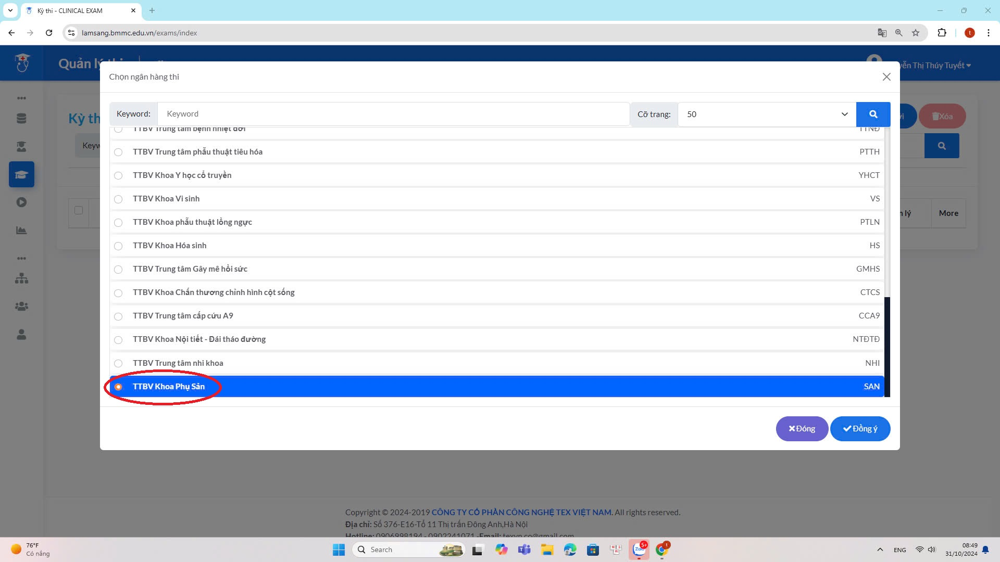 Kỳ thi - CLINICAL EXAM
lamsang.bmmc.edu.vn/exams/index
t
Quản lý thi
Nguyễn Thị Thúy Tuyết
Chọn ngân hàng thi
Keyword: Keyword Cỡ trang: 50
Kỳ th
Xóa
Keyw
TTBV Trung tâm bệnh nhiệt đới TTNĐ
TTBV Trung tâm phẫu thuật tiêu hóa PTTH
TTBV Khoa Y học cổ truyền YHCT
TTBV Khoa Vi sinh VS
n lý More
TTBV Khoa phẫu thuật lồng ngực PTLN
TTBV Khoa Hóa sinh HS
TTBV Trung tâm Gây mê hồi sức GMHS
TTBV Khoa Chấn thương chỉnh hình cột sống CTCS
TTBV Trung tâm cấp cứu A9 CCA9
TTBV Khoa Nội tiết - Đái tháo đường NTĐTĐ
TTBV Trung tâm nhi khoa NHI
TTBV Khoa Phụ Sản SAN
Đóng Đồng ý
Copyright © 2024-2019 CÔNG TY CỔ PHẦN CÔNG NGHỆ TEX VIỆT NAM. All rights reserved.
Địa chỉ: Số 376-E16-Tổ 11 Thị trấn Đông Anh,Hà Nội
Hotline: 0906998194 - 0902241071 -Email: texvn.co@gmail.com
76°F
Có nắng
Search
Zalo
5+
t
ENG
08:49
31/10/2024